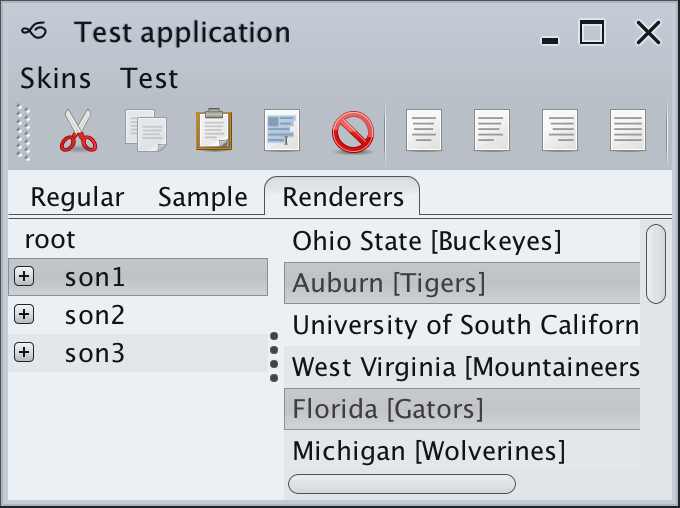 Test application
Skins Test
Regular Sample Renderers
root
son1
son2
son3
Ohio State [Buckeyes]
Auburn [Tigers]
University of South Californ
West Virginia [Mountaineers
Florida [Gators]
Michigan [Wolverines]